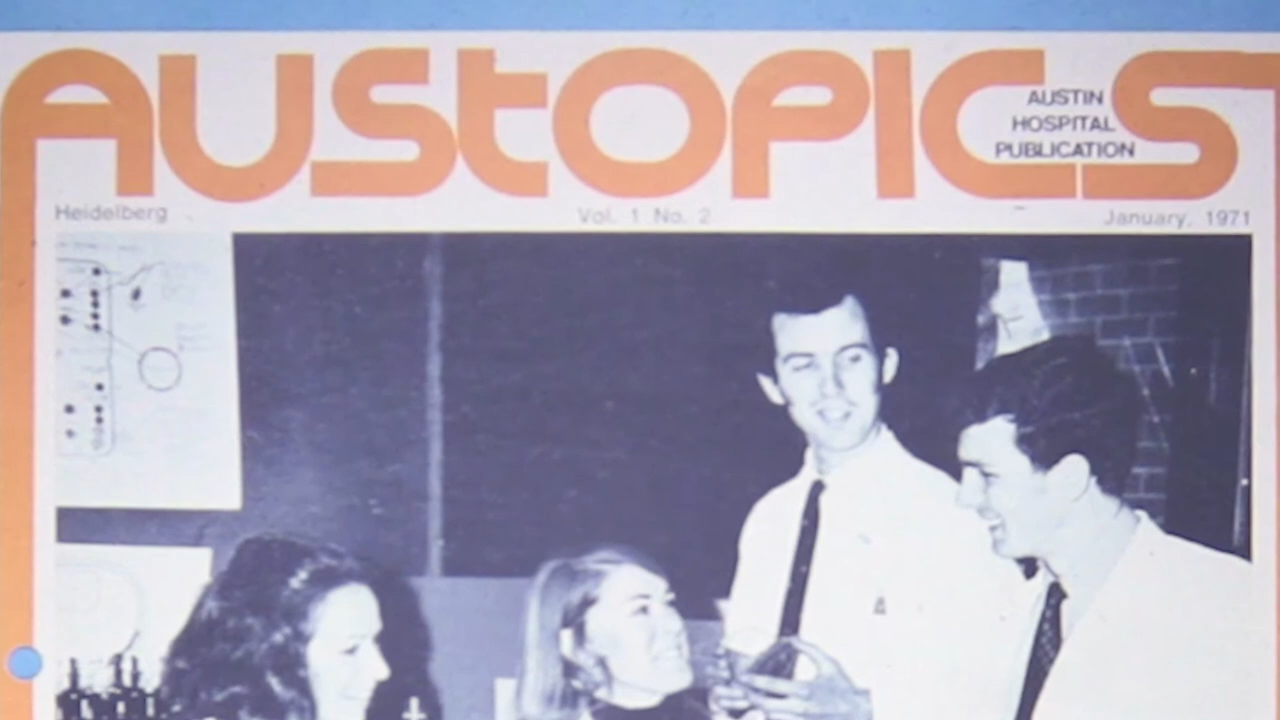 AUStOPICS
AUSTIN
HOSPITAL
PUBLICATION
Heidelberg Vol. 1 No. 2 January, 1971